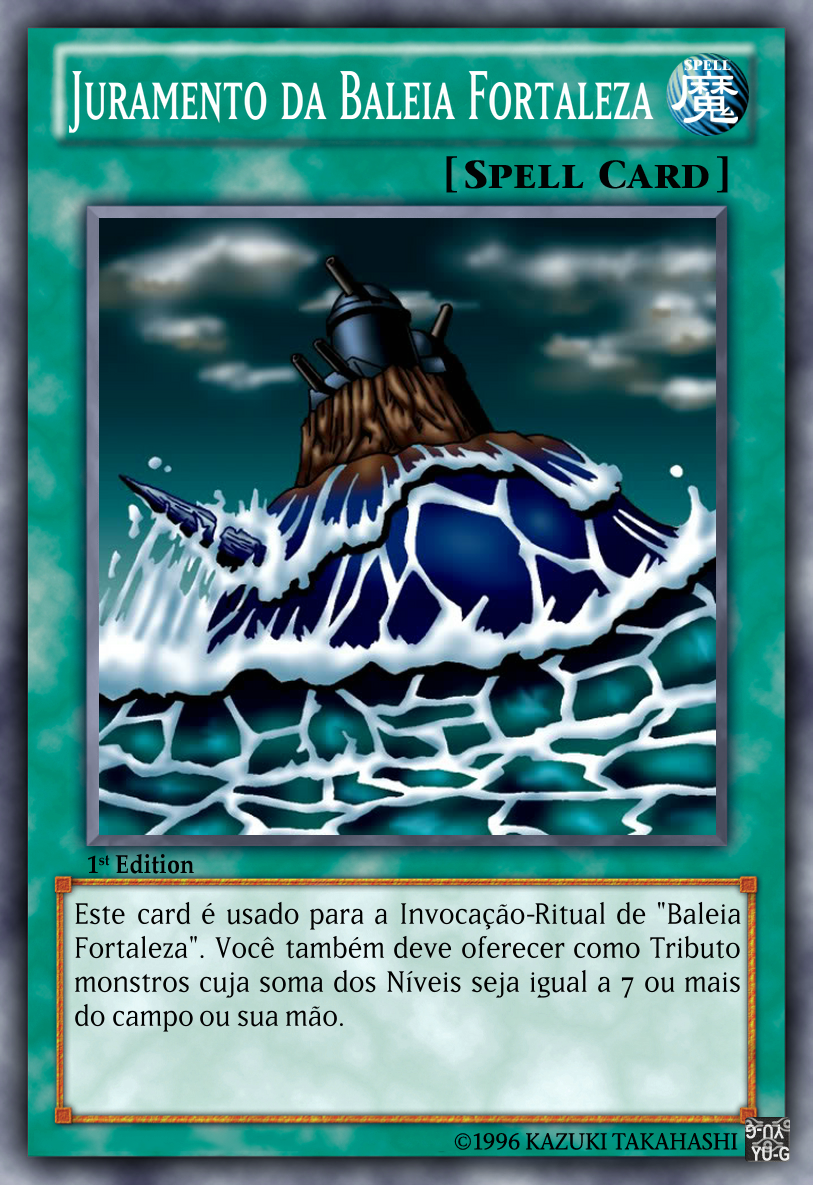 Juramento da Baleia Fortaleza
SPELL
魔
[Spell Card]
1st Edition
Este card é usado para a Invocação-Ritual de "Baleia
Fortaleza". Você também deve oferecer como Tributo
monstros cuja soma dos Níveis seja igual a 7 ou mais
do campo ou sua mão.
©1996 KAZUKI TAKAHASHI
YU-G
YU-G